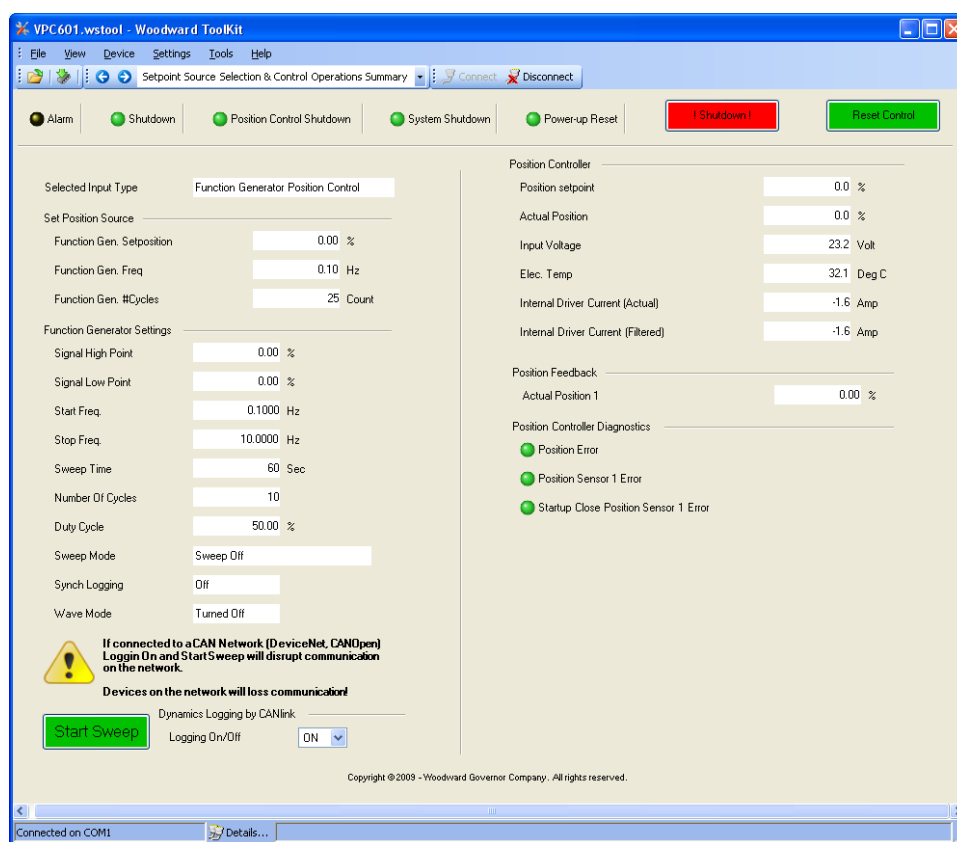 VPC601.wstool - Woodward ToolKit
File View Device Settings Tools Help
Setpoint Source Selection & Control Operations Summary Connect Disconnect
Alarm Shutdown Position Control Shutdown System Shutdown Power-up Reset ! Shutdown ! Reset Control
Selected Input Type Function Generator Position Control
Set Position Source
Function Gen. Setposition 0.00 %
Function Gen. Freq 0.10 Hz
Function Gen. #Cycles 25 Count
Function Generator Settings
Signal High Point 0.00 %
Signal Low Point 0.00 %
Start Freq. 0.1000 Hz
Stop Freq. 10.0000 Hz
Sweep Time 60 Sec
Number Of Cycles 10
Duty Cycle 50.00 %
Sweep Mode Sweep Off
Synch Logging Off
Wave Mode Turned Off
If connected to a CAN Network (DeviceNet, CANOpen)
Loggin On and Start Sweep will disrupt communication
on the network.
Devices on the network will loss communication!
Start Sweep
Dynamics Logging by CANlink
Logging On/Off ON
Position Controller
Position setpoint 0.0 %
Actual Position 0.0 %
Input Voltage 23.2 Volt
Elec. Temp 32.1 Deg C
Internal Driver Current (Actual) -1.6 Amp
Internal Driver Current (Filtered) -1.6 Amp
Position Feedback
Actual Position 1 0.00 %
Position Controller Diagnostics
Position Error
Position Sensor 1 Error
Startup Close Position Sensor 1 Error
Copyright © 2009 - Woodward Governor Company. All rights reserved.
Connected on COM1 Details...